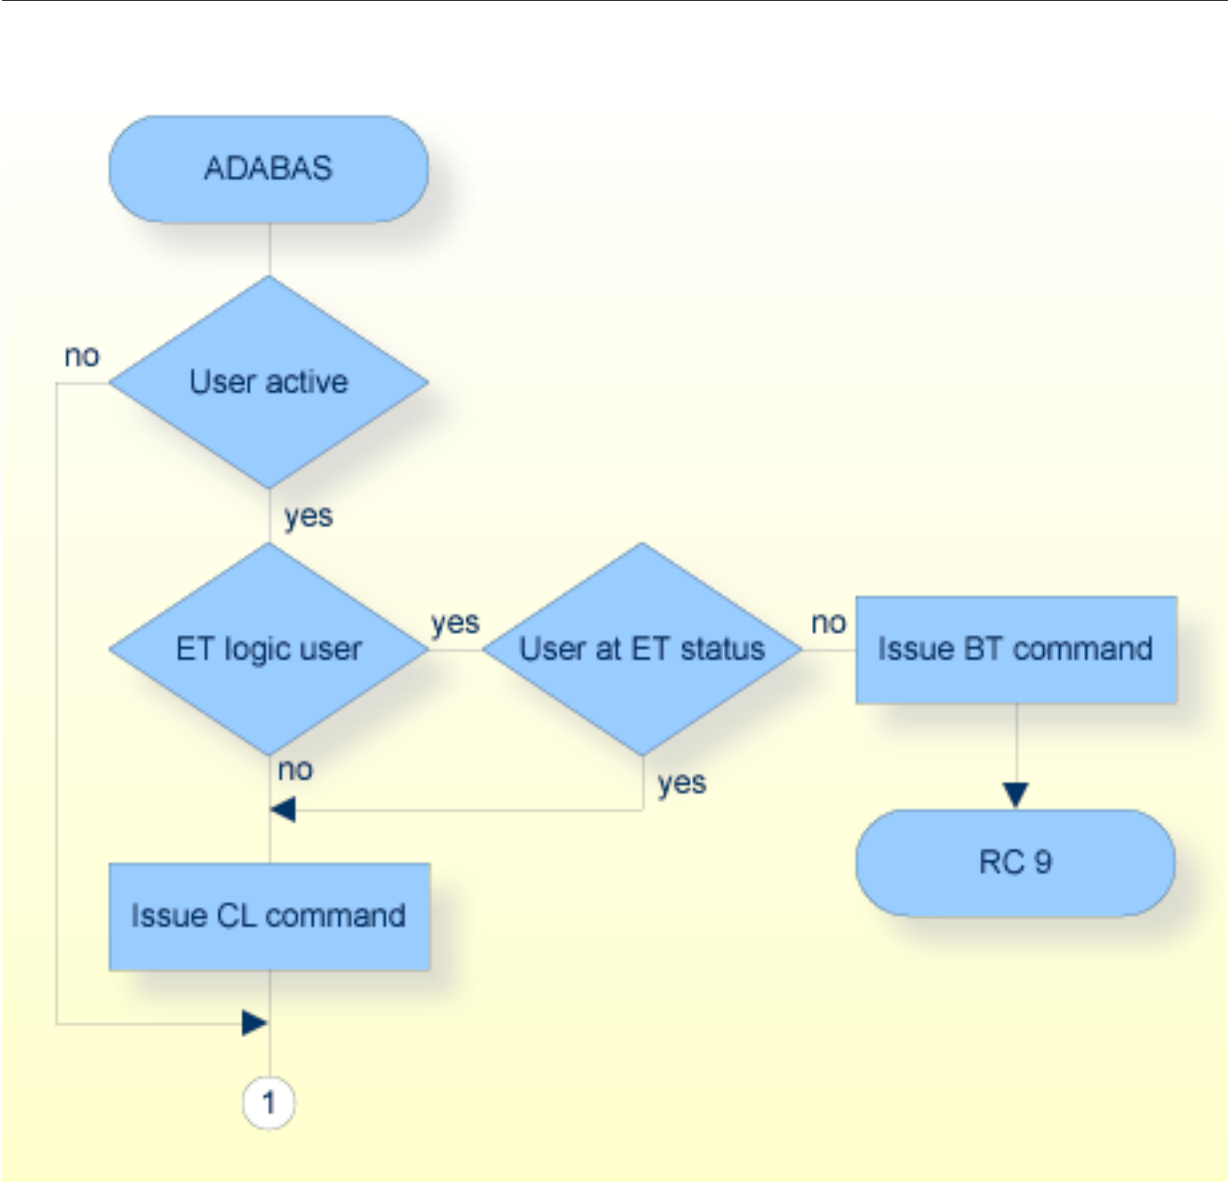 ADABAS
no
User active
yes
ET logic user
yes
User at ET status
no
Issue BT command
no
yes
RC 9
Issue CL command
1